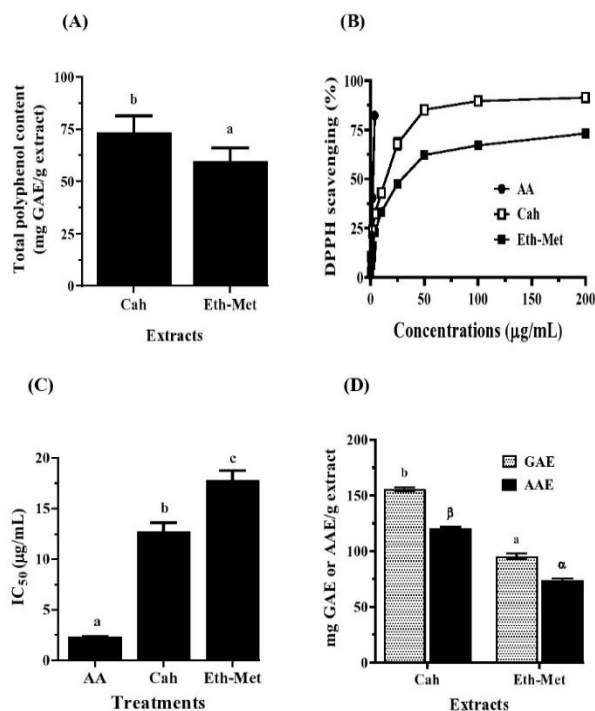 (A)
Total polyphenol content
(mg GAE/g extract)
100
75
50
25
0
b
a
Cah
Eth-Met
Extracts
(B)
DPPH scavenging (%)
100
75
50
25
0
AA
Cah
Eth-Met
0
50
100
150
200
Concentrations (μg/mL)
(C)
IC50 (μg/mL)
20
15
10
5
0
a
b
c
AA
Cah
Eth-Met
Treatments
(D)
mg GAE or AAE/g extract
200
150
100
50
0
GAE
AAE
b
β
a
α
Cah
Eth-Met
Extracts